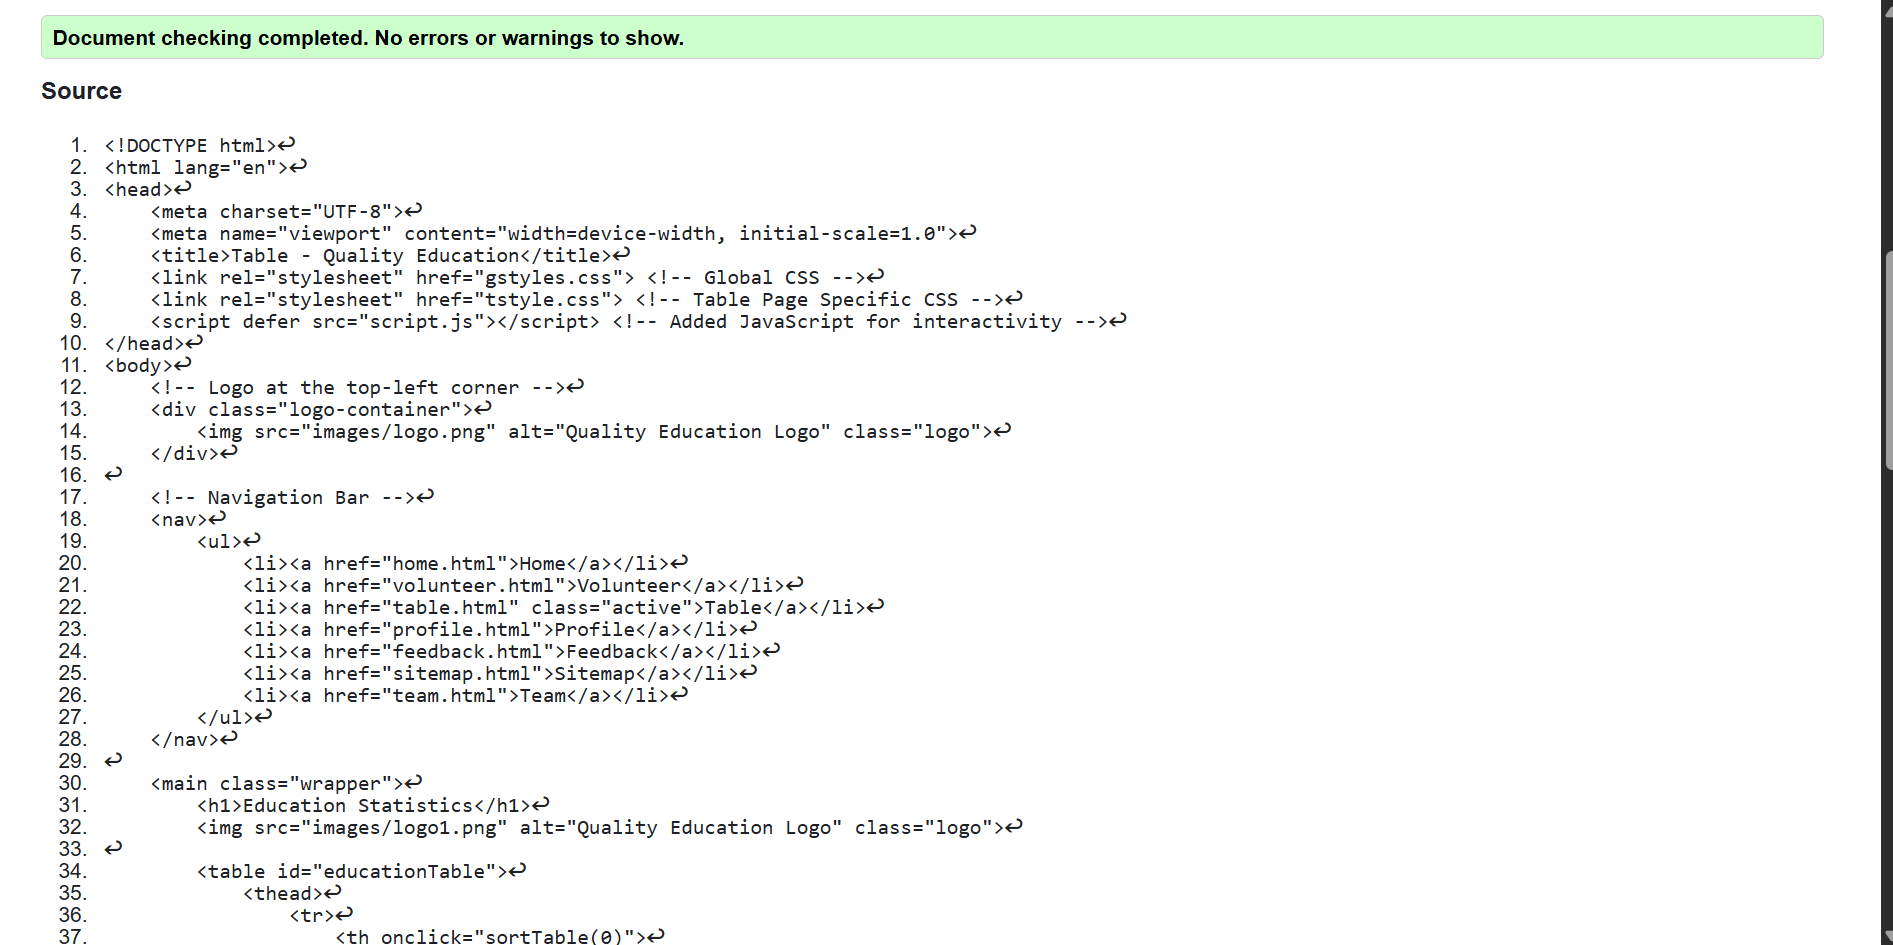 Document checking completed. No errors or warnings to show.
Source
1. <!DOCTYPE html>↩
2. <html lang="en">↩
3. <head>↩
4.     <meta charset="UTF-8">↩
5.     <meta name="viewport" content="width=device-width, initial-scale=1.0">↩
6.     <title>Table - Quality Education</title>↩
7.     <link rel="stylesheet" href="gstyles.css"> <!-- Global CSS -->↩
8.     <link rel="stylesheet" href="tstyle.css"> <!-- Table Page Specific CSS -->↩
9.     <script defer src="script.js"></script> <!-- Added JavaScript for interactivity -->↩
10. </head>↩
11. <body>↩
12.     <!-- Logo at the top-left corner -->↩
13.     <div class="logo-container">↩
14.         <img src="images/logo.png" alt="Quality Education Logo" class="logo">↩
15.     </div>↩
16. ↩
17.     <!-- Navigation Bar -->↩
18.     <nav>↩
19.         <ul>↩
20.             <li><a href="home.html">Home</a></li>↩
21.             <li><a href="volunteer.html">Volunteer</a></li>↩
22.             <li><a href="table.html" class="active">Table</a></li>↩
23.             <li><a href="profile.html">Profile</a></li>↩
24.             <li><a href="feedback.html">Feedback</a></li>↩
25.             <li><a href="sitemap.html">Sitemap</a></li>↩
26.             <li><a href="team.html">Team</a></li>↩
27.         </ul>↩
28.     </nav>↩
29. ↩
30.     <main class="wrapper">↩
31.         <h1>Education Statistics</h1>↩
32.         <img src="images/logo1.png" alt="Quality Education Logo" class="logo">↩
33. ↩
34.         <table id="educationTable">↩
35.             <thead>↩
36.                 <tr>↩
37.                     <th onclick="sortTable(0)">↩